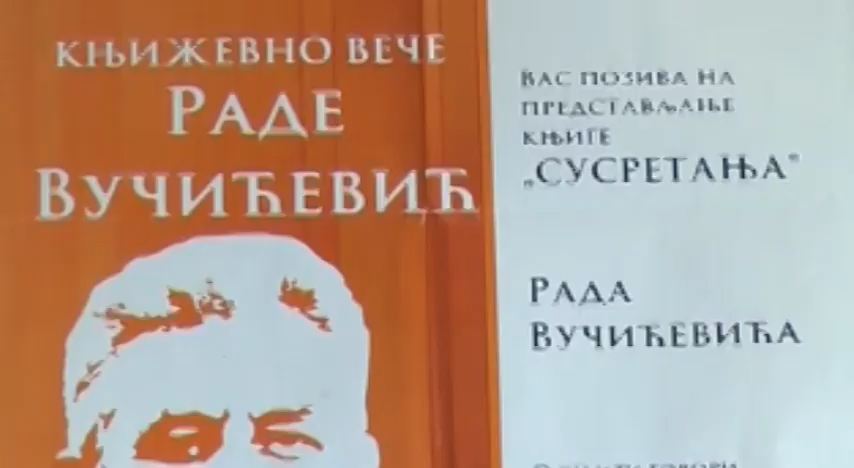 КЊИЖЕВНО ВЕЧЕ
РАДЕ
ВУЧИЋЕВИЋ
ВАС ПОЗИВА НА
ПРЕДСТАВЉАЊЕ
КЊИГЕ
„СУСРЕТАЊА"
РАДА
ВУЧИЋЕВИЋА